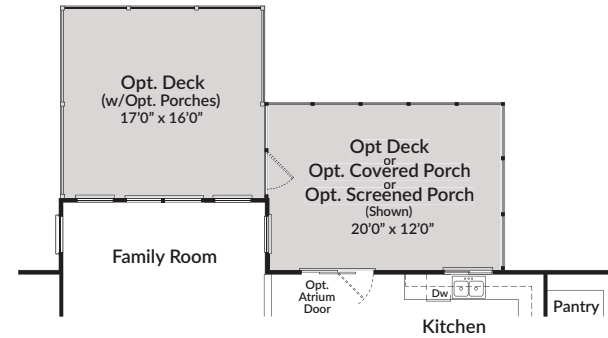 Opt. Deck
(w/Opt. Porches)
17’0” x 16’0”
Opt Deck
or
Opt. Covered Porch
or
Opt. Screened Porch
(Shown)
20’0” x 12’0”
Family Room
Opt.
Atrium
Door
Dw
Pantry
Kitchen